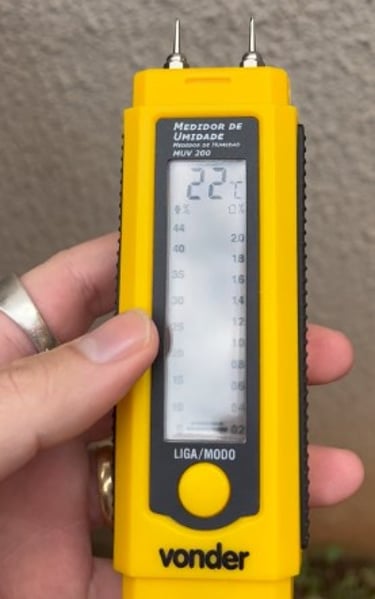 MEDIDOR DE
UMIDADE
MEDIDOR DE HUMEDAD
MUV 200
22°C
% %
44
2.0
40
1.8
35
1.6
1.4
30
1.2
25
1.0
20
0.8
15
0.6
10
0.4
0.2
LIGA/MODO
vonder